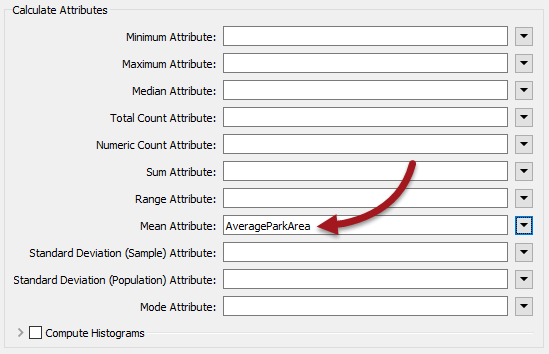 Calculate Attributes
Minimum Attribute:
Maximum Attribute:
Median Attribute:
Total Count Attribute:
Numeric Count Attribute:
Sum Attribute:
Range Attribute:
Mean Attribute: AverageParkArea
Standard Deviation (Sample) Attribute:
Standard Deviation (Population) Attribute:
Mode Attribute:
Compute Histograms